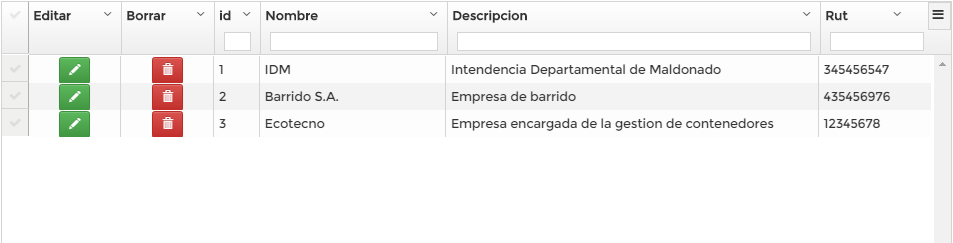 Editar Borrar id Nombre Descripcion Rut
1 IDM Intendencia Departamental de Maldonado 345456547
2 Barrido S.A. Empresa de barrido 435456976
3 Ecotecno Empresa encargada de la gestion de contenedores 12345678